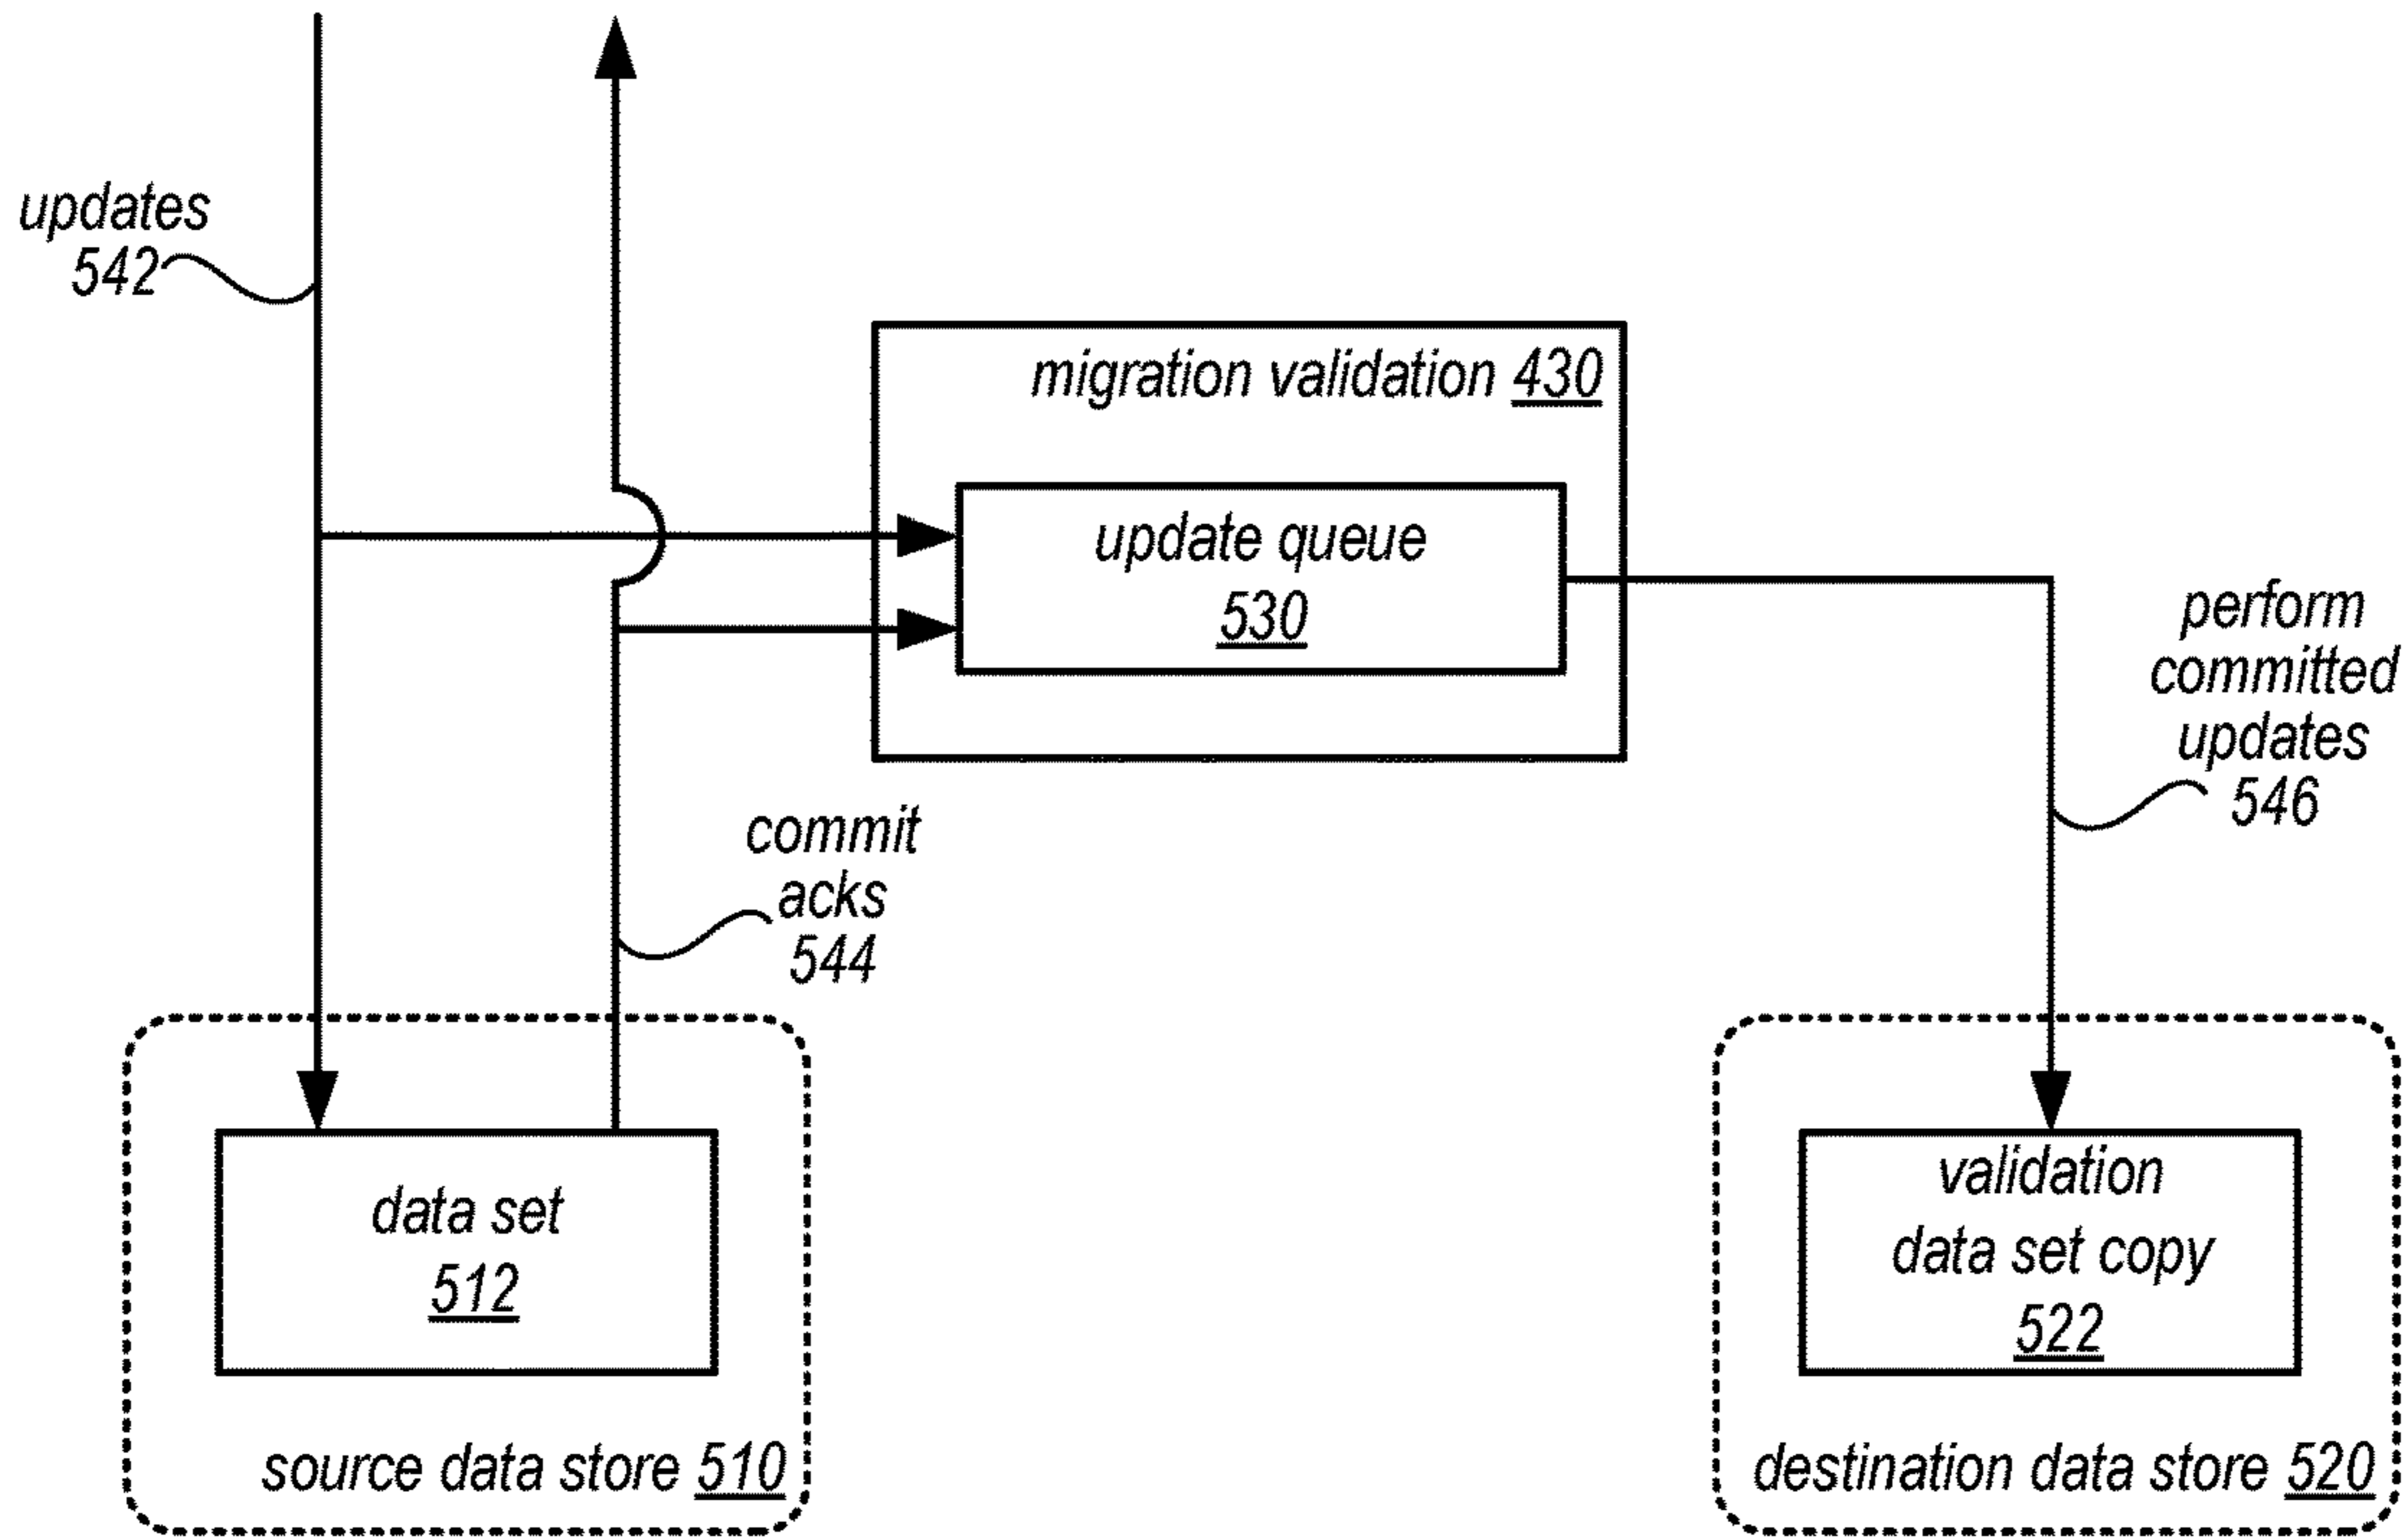 updates
542
migration validation 430
update queue
530
perform
committed
updates
546
commit
acks
544
data set
512
source data store 510
validation
data set copy
522
destination data store 520